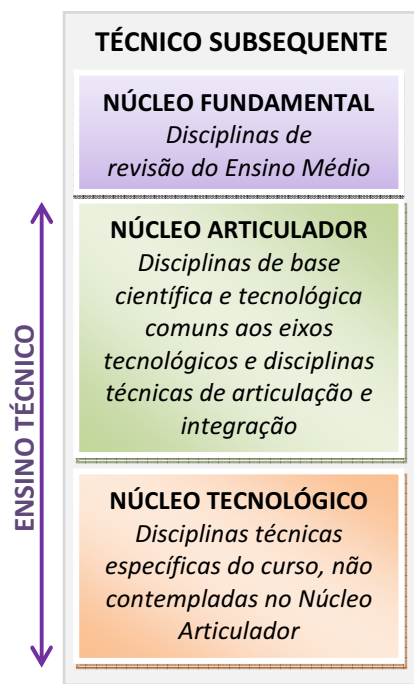 TÉCNICO SUBSEQUENTE
NÚCLEO FUNDAMENTAL
Disciplinas de
revisão do Ensino Médio
NÚCLEO ARTICULADOR
Disciplinas de base
científica e tecnológica
comuns aos eixos
tecnológicos e disciplinas
técnicas de articulação e
integração
NÚCLEO TECNOLÓGICO
Disciplinas técnicas
específicas do curso, não
contempladas no Núcleo
Articulador
ENSINO TÉCNICO